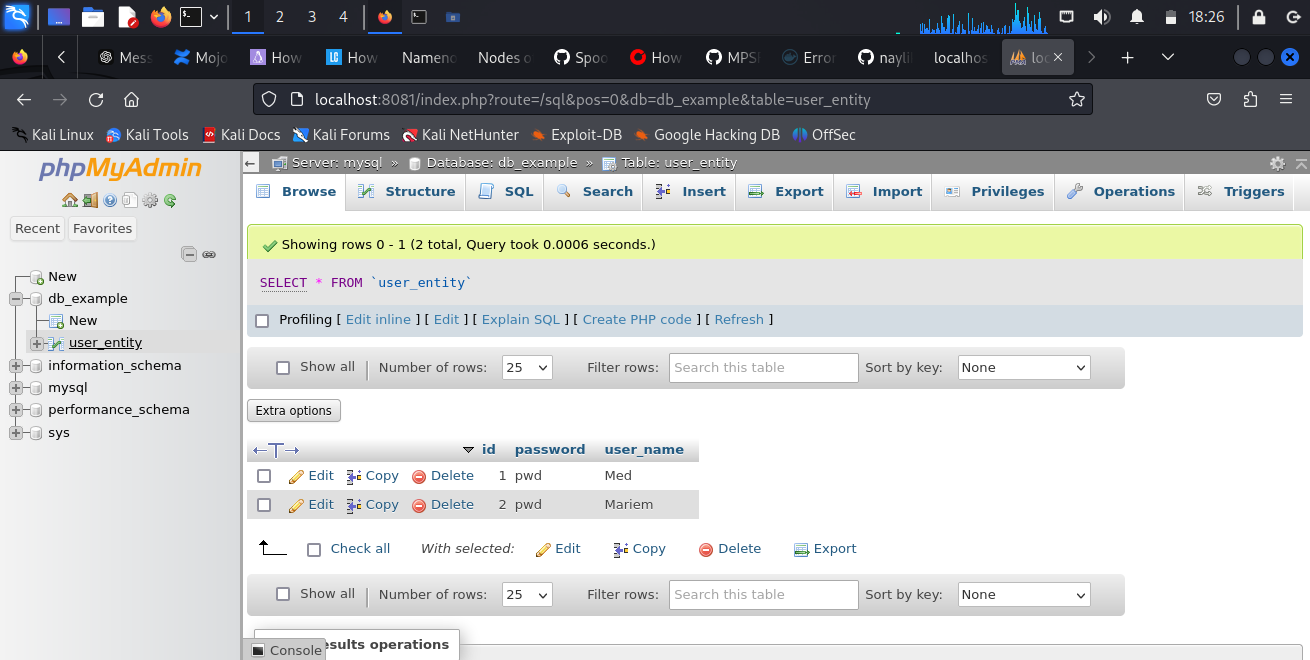 1 2 3 4 18:26
Mess Mojo How How Nameno Nodes o Spoo How MPS Error nayli localhos loc
localhost:8081/index.php?route=/sql&pos=0&db=db_example&table=user_entity
Kali Linux Kali Tools Kali Docs Kali Forums Kali NetHunter Exploit-DB Google Hacking DB OffSec
phpMyAdmin
Server: mysql » Database: db_example » Table: user_entity
Browse Structure SQL Search Insert Export Import Privileges Operations Triggers
Recent Favorites
New
db_example
New
user_entity
information_schema
mysql
performance_schema
sys
Showing rows 0 - 1 (2 total, Query took 0.0006 seconds.)
SELECT * FROM `user_entity`
Profiling [ Edit inline ] [ Edit ] [ Explain SQL ] [ Create PHP code ] [ Refresh ]
Show all Number of rows: 25 Filter rows: Search this table Sort by key: None
Extra options
←T→ id password user_name
Edit Copy Delete 1 pwd Med
Edit Copy Delete 2 pwd Mariem
Check all With selected: Edit Copy Delete Export
Show all Number of rows: 25 Filter rows: Search this table Sort by key: None
esults operations
Console